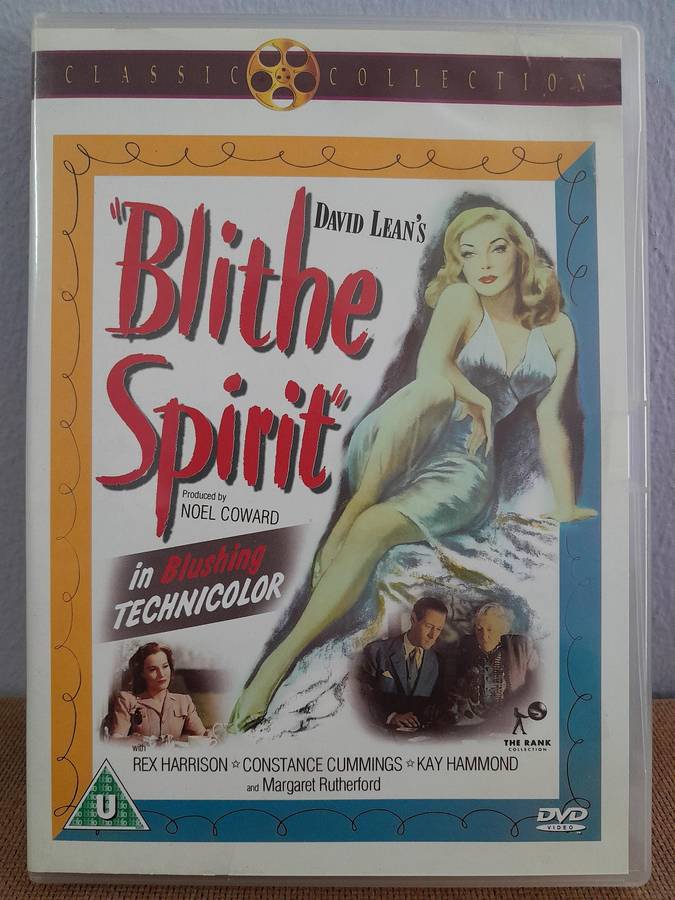 CLASSIC COLLECTION
DAVID LEAN'S
"Blithe
Spirit"
Produced by
NOEL COWARD
in Blushing
TECHNICOLOR
THE RANK
COLLECTION
with
REX HARRISON ☆ CONSTANCE CUMMINGS ☆ KAY HAMMOND
and Margaret Rutherford
U
DVD
VIDEO